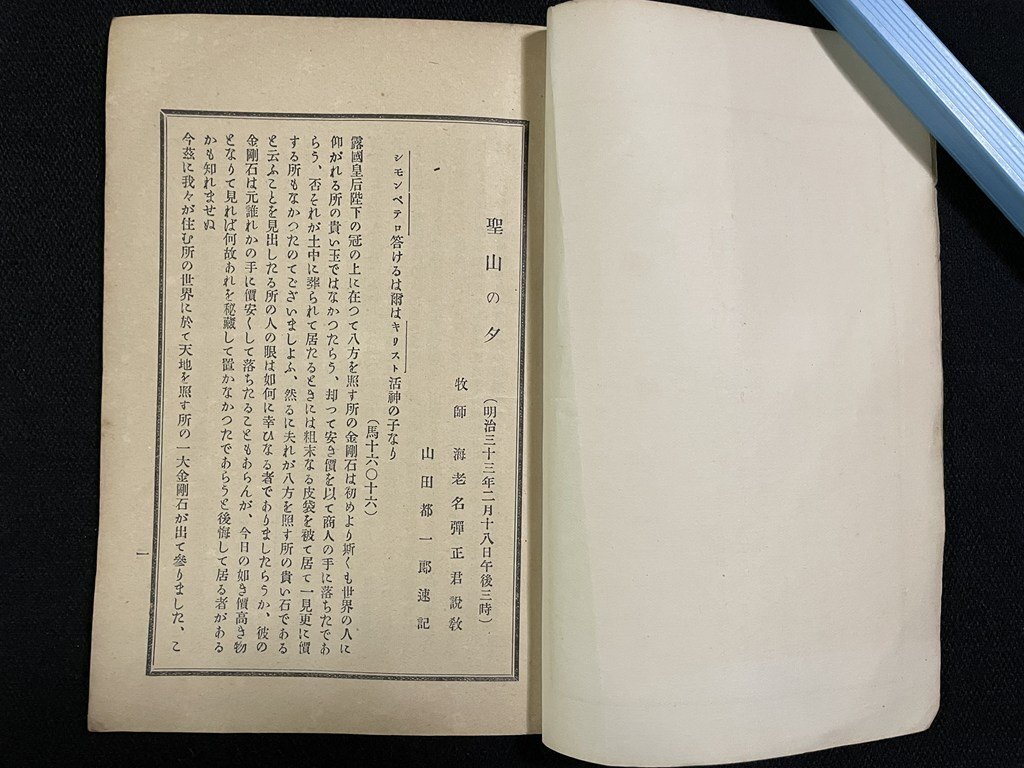 聖山の夕
(明治三十三年二月十八日午後三時)
牧師 海老名彈正君說敎
山田都一郎速記
シモンペテロ答けるは爾はキリスト活神の子なり
(馬十六〇十六)
露國皇后陛下の冠の上に在つて八方を照す所の金剛石は初めより斯くも世界の人に
仰がれる所の貴い玉ではなかつたらう、却つて安き價を以て商人の手に落ちたであ
らう、否それが土中に葬られて居たるときには粗末なる皮袋を被て居て一見更に價
する所もなかつたのてございましよふ、然るに夫れが八方を照す所の貴い石である
と云ふことを見出したる所の人の眼は如何に幸ひなる者でありましたらうか、彼の
金剛石は元誰れかの手に價安くして落ちたることもあらんが、今日の如き價高き物
となりて見れば何故あれを秘藏して置かなかつたであらうと後悔して居る者がある
かも知れませぬ
今茲に我々が住む所の世界に於て天地を照す所の一大金剛石が出て參りました、こ
一